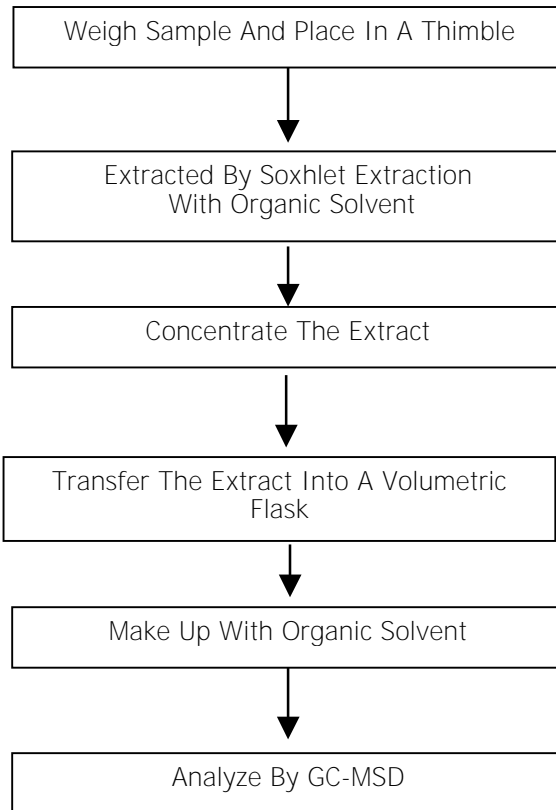 Weigh Sample And Place In A Thimble
Extracted By Soxhlet Extraction
With Organic Solvent
Concentrate The Extract
Transfer The Extract Into A Volumetric
Flask
Make Up With Organic Solvent
Analyze By GC-MSD